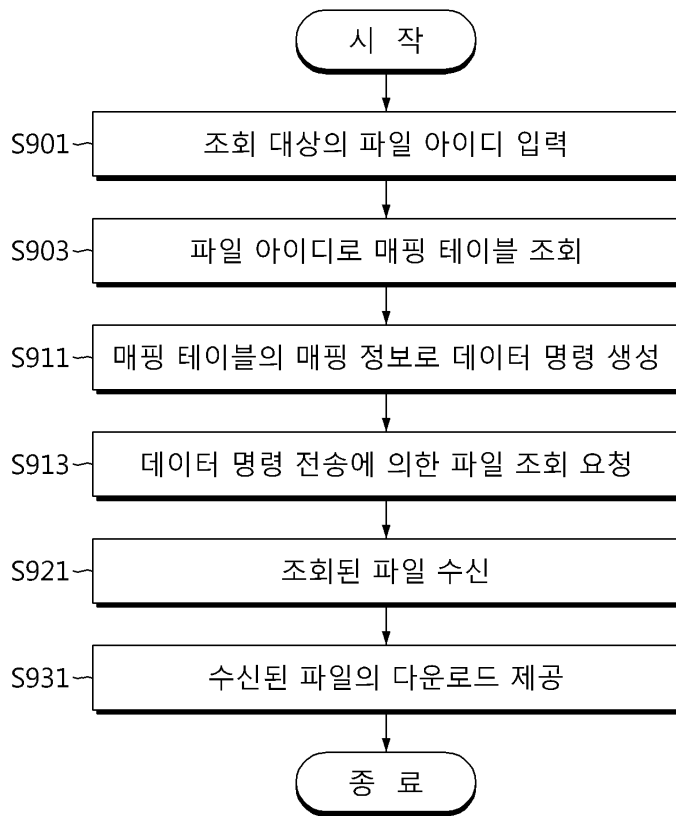 시 작
S901 조회 대상의 파일 아이디 입력
S903 파일 아이디로 매핑 테이블 조회
S911 매핑 테이블의 매핑 정보로 데이터 명령 생성
S913 데이터 명령 전송에 의한 파일 조회 요청
S921 조회된 파일 수신
S931 수신된 파일의 다운로드 제공
종 료